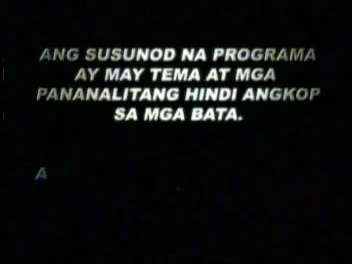 ANG SUSUNOD NA PROGRAMA
AY MAY TEMA AT MGA
PANANALITANG HINDI ANGKOP
SA MGA BATA.
A